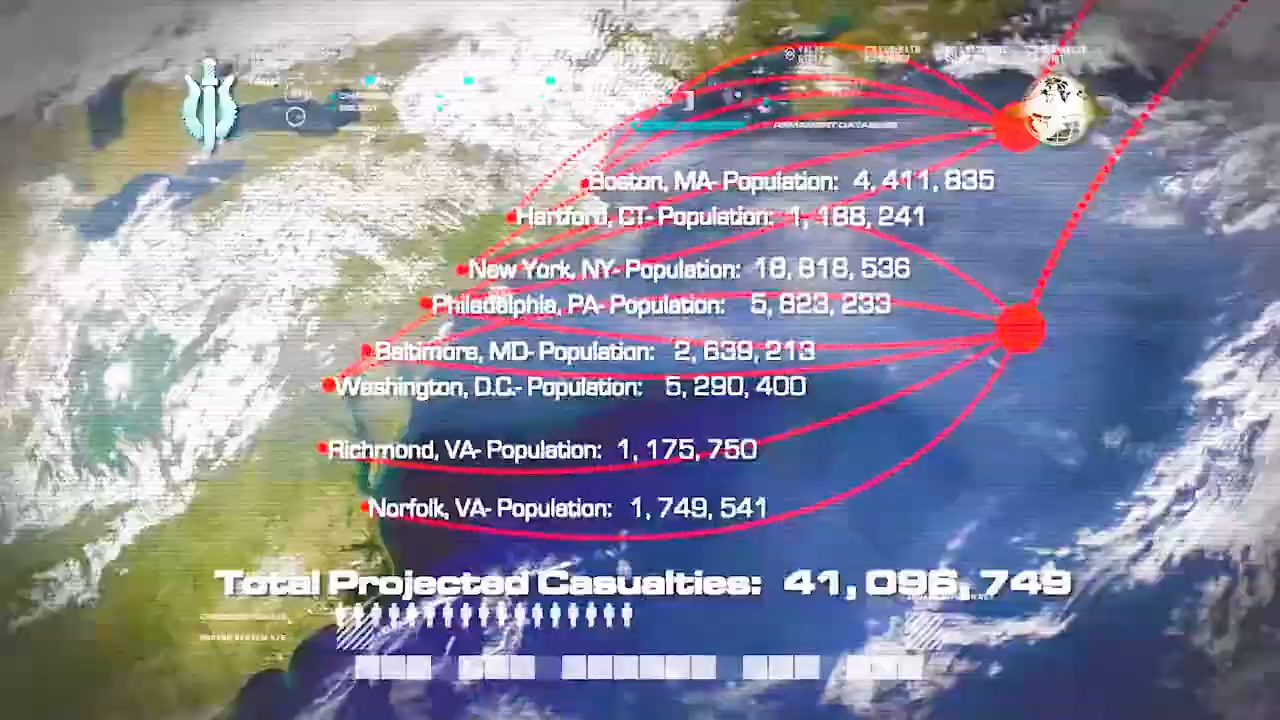 ARMAMENT DATABASE
Boston, MA- Population: 4, 411, 835
Hartford, CT- Population: 1, 188, 241
New York, NY- Population: 18, 818, 536
Philadelphia, PA- Population: 5, 823, 233
Baltimore, MD- Population: 2, 639, 213
Washington, D.C.- Population: 5, 290, 400
Richmond, VA- Population: 1, 175, 750
Norfolk, VA- Population: 1, 749, 541
Total Projected Casualties: 41, 096, 749